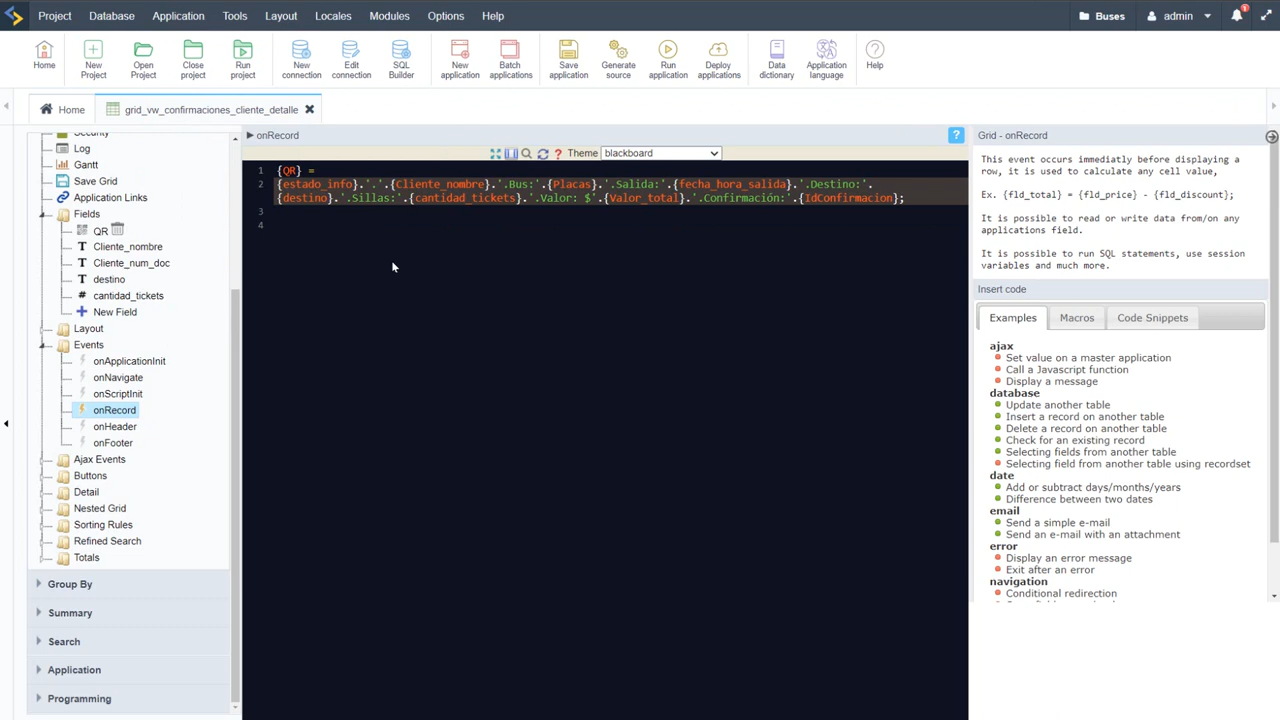 Project Database Application Tools Layout Locales Modules Options Help Buses admin 1
Home New Project Open Project Close project Run project New connection Edit connection SQL Builder New application Batch applications Save application Generate source Run application Deploy applications Data dictionary Application language Help
Home grid_vw_confirmaciones_cliente_detalle
Security
Log
Gantt
Save Grid
Application Links
Fields
QR
Cliente_nombre
Cliente_num_doc
destino
cantidad_tickets
New Field
Layout
Events
onApplicationInit
onNavigate
onScriptInit
onRecord
onHeader
onFooter
Ajax Events
Buttons
Detail
Nested Grid
Sorting Rules
Refined Search
Totals
Group By
Summary
Search
Application
Programming
onRecord
Theme blackboard
1 {QR} =
2 {estado_info}.'.'.{Cliente_nombre}.'.Bus:'.{Placas}.'.Salida:'.{fecha_hora_salida}.'.Destino:'.
{destino}.'.Sillas:'.{cantidad_tickets}.'.Valor: $'.{Valor_total}.'.Confirmación:'.{IdConfirmacion};
3
4
Grid - onRecord
This event occurs immediatly before displaying a
row, it is used to calculate any cell value,
Ex. {fld_total} = {fld_price} - {fld_discount};
It is possible to read or write data from/on any
applications field.
It is possible to run SQL statements, use session
variables and much more.
Insert code
Examples Macros Code Snippets
ajax
Set value on a master application
Call a Javascript function
Display a message
database
Update another table
Insert a record on another table
Delete a record on another table
Check for an existing record
Selecting fields from another table
Selecting field from another table using recordset
date
Add or subtract days/months/years
Difference between two dates
email
Send a simple e-mail
Send an e-mail with an attachment
error
Display an error message
Exit after an error
navigation
Conditional redirection